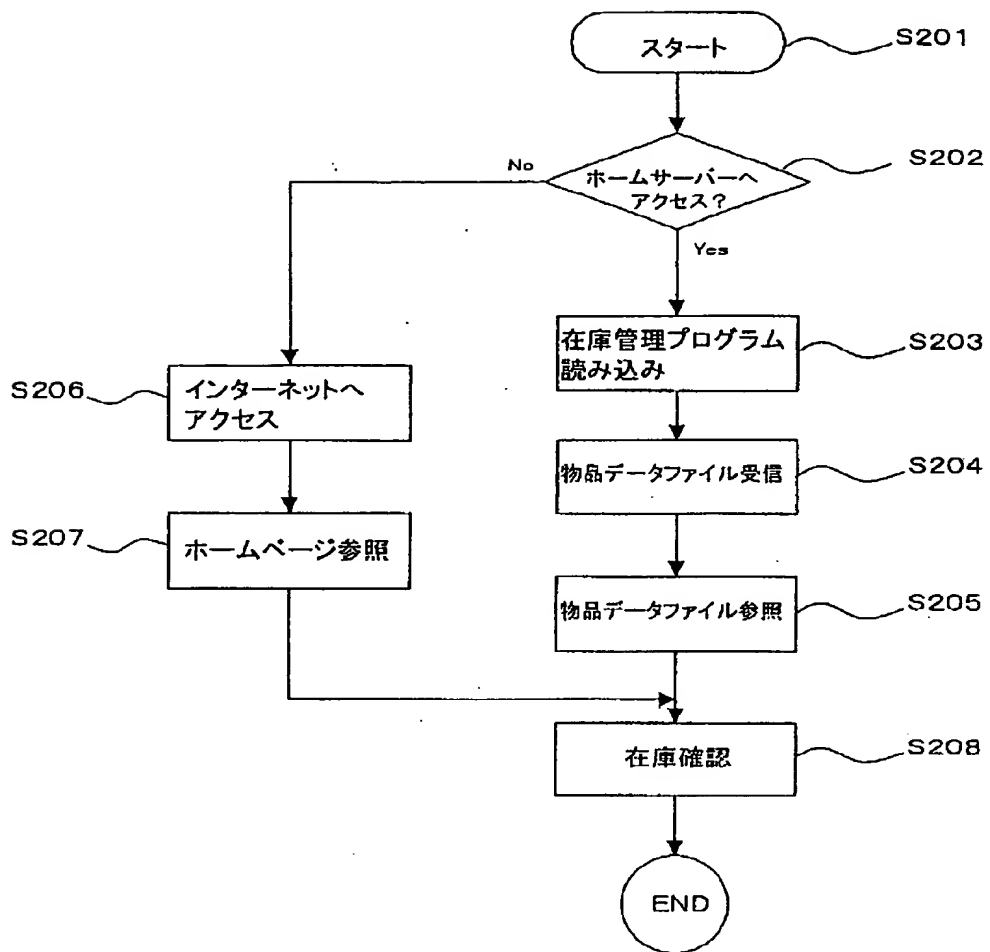 スタート
S201
ホームサーバーへ
アクセス?
S202
No
Yes
在庫管理プログラム
読み込み
S203
S206
インターネットへ
アクセス
物品データファイル受信
S204
S207
ホームページ参照
物品データファイル参照
S205
在庫確認
S208
END